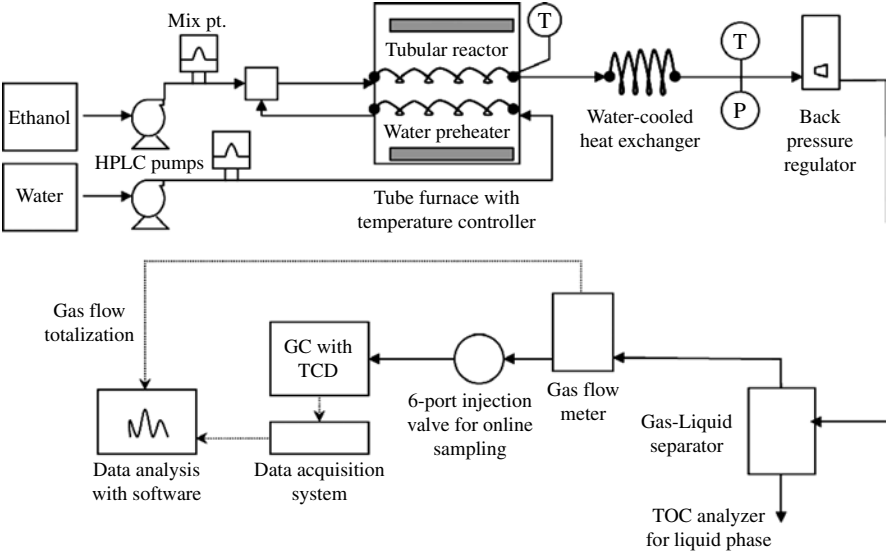 Mix pt.
Ethanol
HPLC pumps
Water
Tubular reactor
T
Water preheater
Tube furnace with
temperature controller
Water-cooled
heat exchanger
T
P
Back
pressure
regulator
Gas flow
totalization
GC with
TCD
6-port injection
valve for online
sampling
Gas flow
meter
Gas-Liquid
separator
Data analysis
with software
Data acquisition
system
TOC analyzer
for liquid phase